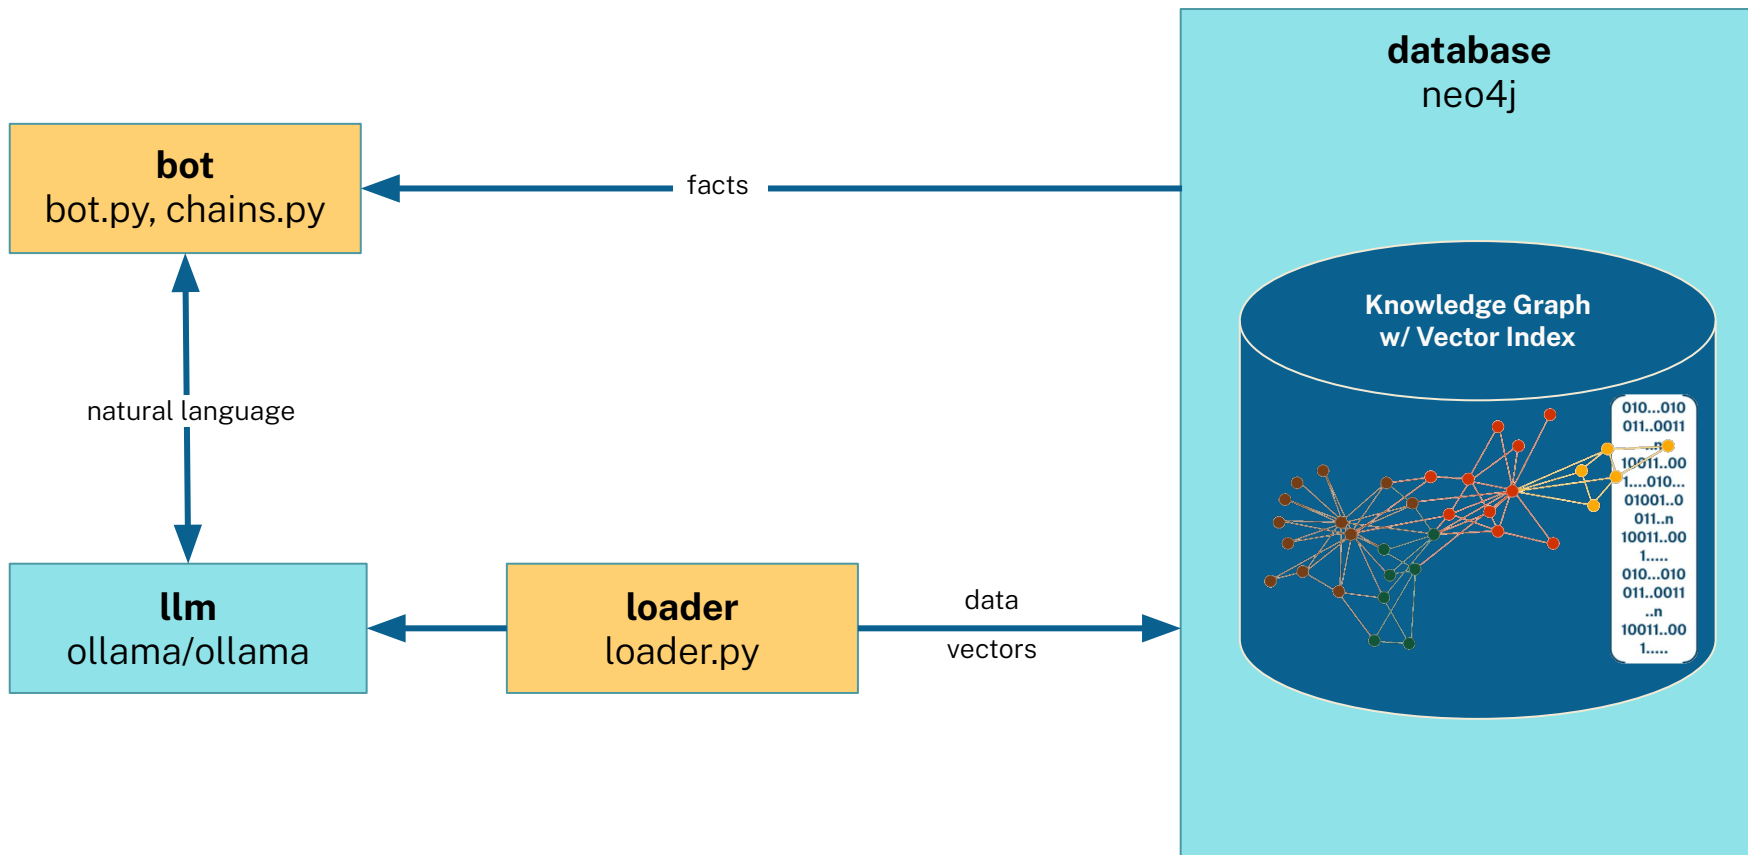 database
neo4j
bot
bot.py, chains.py
facts
Knowledge Graph
w/ Vector Index
natural language
010...010
011..0011
..n
10011..00
1....010...
01001..0
011..n
10011..00
1.....
010...010
011..0011
..n
10011..00
1.....
llm
ollama/ollama
loader
loader.py
data
vectors